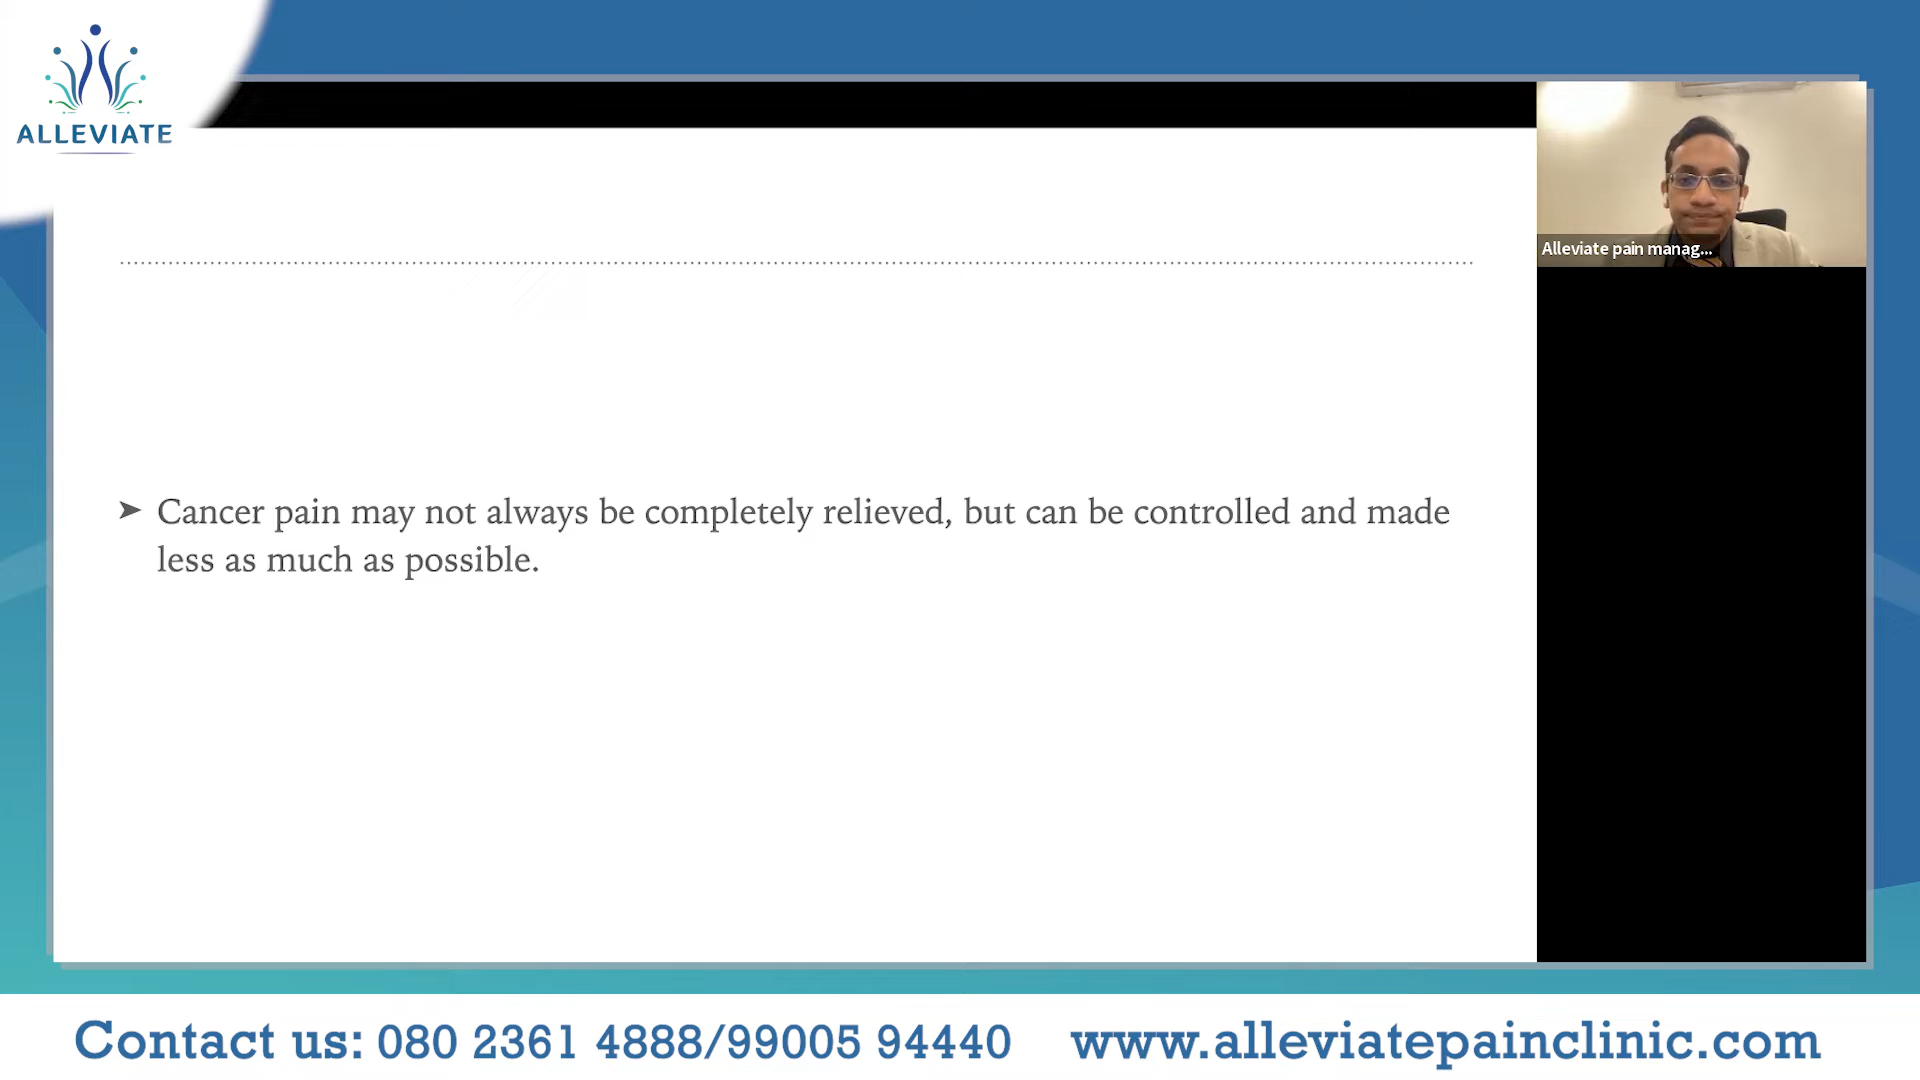 ALLEVIATE
Alleviate pain manag...
➤ Cancer pain may not always be completely relieved, but can be controlled and made
less as much as possible.
Contact us: 080 2361 4888/99005 94440 www.alleviatepainclinic.com